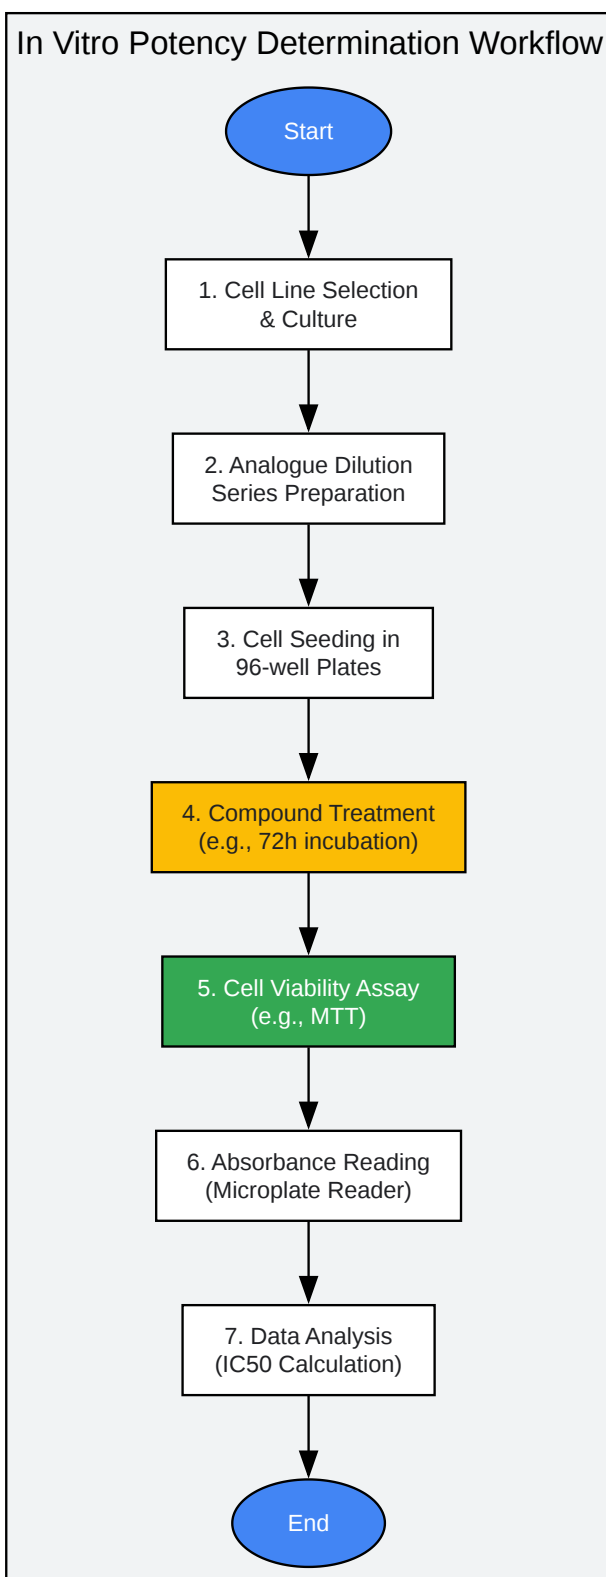 In Vitro Potency Determination Workflow
Start
1. Cell Line Selection
& Culture
2. Analogue Dilution
Series Preparation
3. Cell Seeding in
96-well Plates
4. Compound Treatment
(e.g., 72h incubation)
5. Cell Viability Assay
(e.g., MTT)
6. Absorbance Reading
(Microplate Reader)
7. Data Analysis
(IC50 Calculation)
End